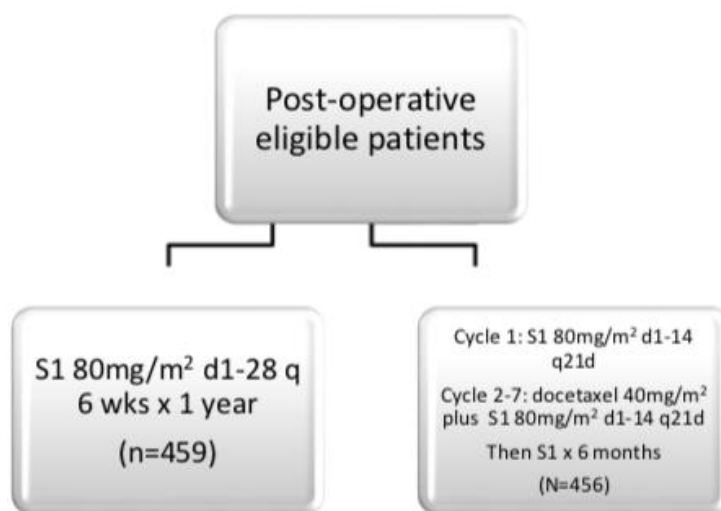 Post-operative
eligible patients
S1 80mg/m² d1-28 q
6 wks x 1 year
(n=459)
Cycle 1: S1 80mg/m² d1-14
q21d
Cycle 2-7: docetaxel 40mg/m²
plus S1 80mg/m² d1-14 q21d
Then S1 x 6 months
(N=456)